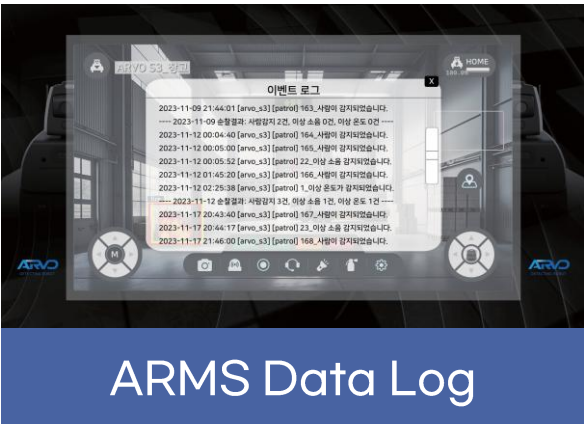 ARVO S3_창고
HOME
100.00
이벤트 로그
X
2023-11-09 21:44:01 [arvo_s3] [patrol] 163_사람이 감지되었습니다.
---- 2023-11-09 순찰결과: 사람감지 2건, 이상 소음 0건, 이상 온도 0건 ----
2023-11-12 00:04:40 [arvo_s3] [patrol] 164_사람이 감지되었습니다.
2023-11-12 00:05:00 [arvo_s3] [patrol] 165_사람이 감지되었습니다.
2023-11-12 00:05:52 [arvo_s3] [patrol] 22_이상 소음 감지되었습니다.
2023-11-12 01:45:20 [arvo_s3] [patrol] 166_사람이 감지되었습니다.
2023-11-12 02:25:38 [arvo_s3] [patrol] 1_이상 온도가 감지되었습니다.
---- 2023-11-12 순찰결과: 사람감지 3건, 이상 소음 1건, 이상 온도 1건 ----
2023-11-17 20:43:40 [arvo_s3] [patrol] 167_사람이 감지되었습니다.
2023-11-17 20:44:17 [arvo_s3] [patrol] 23_이상 소음 감지되었습니다.
2023-11-17 21:46:00 [arvo_s3] [patrol] 168_사람이 감지되었습니다.
M
ARVO
ARVO
ARMS Data Log